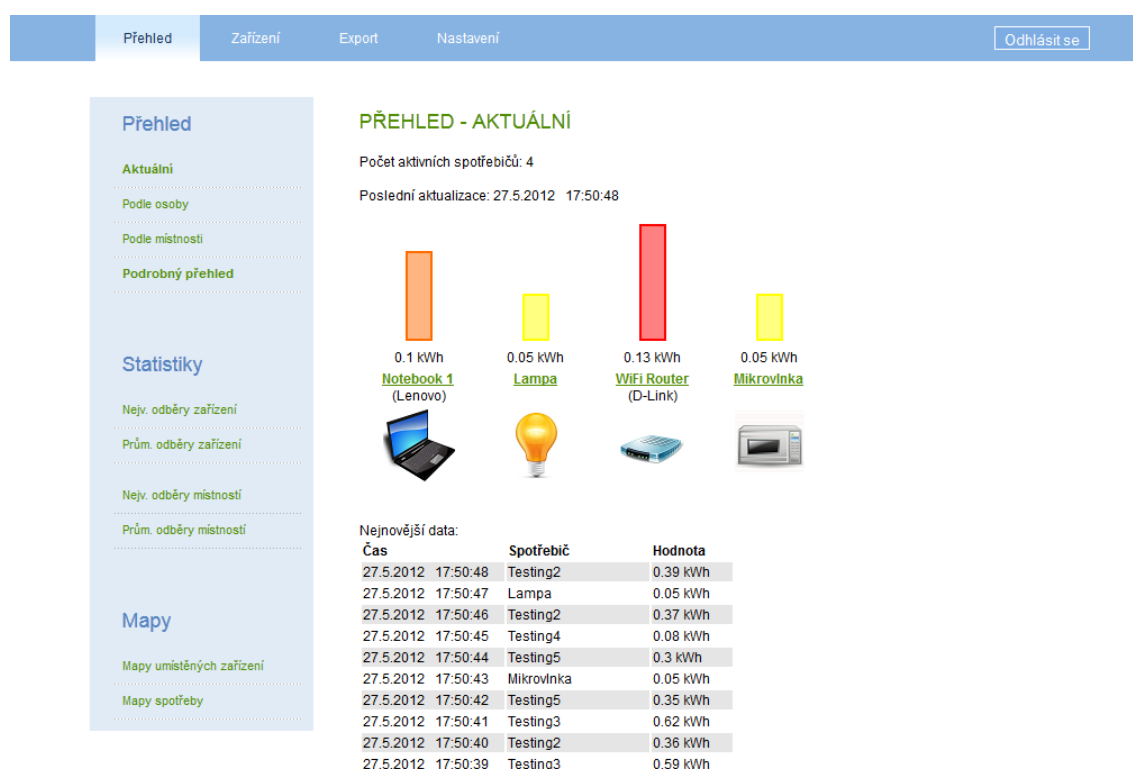 Přehled Zařízení Export Nastavení Odhlásit se
Přehled
Aktuální
Podle osoby
Podle místnosti
Podrobný přehled
Statistiky
Nejv. odběry zařízení
Prům. odběry zařízení
Nejv. odběry místností
Prům. odběry místností
Mapy
Mapy umístěných zařízení
Mapy spotřeby
PŘEHLED - AKTUÁLNÍ
Počet aktivních spotřebičů: 4
Poslední aktualizace: 27.5.2012 17:50:48
0.1 kWh 0.05 kWh 0.13 kWh 0.05 kWh
Notebook 1 Lampa WiFi Router Mikrovlnka
(Lenovo) (D-Link)
Nejnovější data:
Čas Spotřebič Hodnota
27.5.2012 17:50:48 Testing2 0.39 kWh
27.5.2012 17:50:47 Lampa 0.05 kWh
27.5.2012 17:50:46 Testing2 0.37 kWh
27.5.2012 17:50:45 Testing4 0.08 kWh
27.5.2012 17:50:44 Testing5 0.3 kWh
27.5.2012 17:50:43 Mikrovlnka 0.05 kWh
27.5.2012 17:50:42 Testing5 0.35 kWh
27.5.2012 17:50:41 Testing3 0.62 kWh
27.5.2012 17:50:40 Testing2 0.36 kWh
27.5.2012 17:50:39 Testing3 0.59 kWh